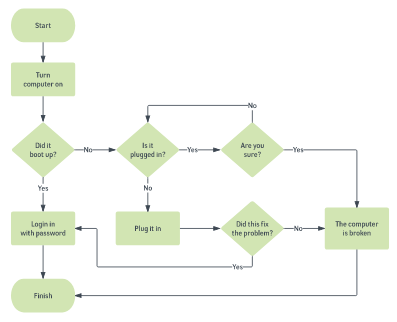 Start
Turn
computer on
Did it
boot up?
No
Is it
plugged in?
Yes
Are you
sure?
No
Yes
Yes
No
Login in
with password
Plug it in
Did this fix
the problem?
No
The computer
is broken
Yes
Finish